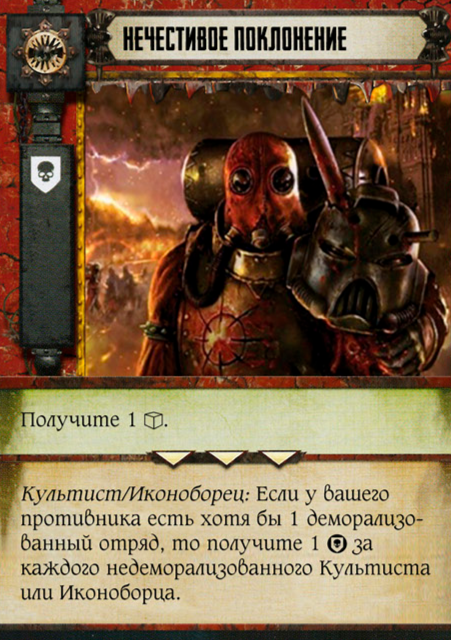 НЕЧЕСТИВОЕ ПОКЛОНЕНИЕ
Получите 1 .
Культист/Иконоборец: Если у вашего
противника есть хотя бы 1 деморализо-
ванный отряд, то получите 1 за
каждого недеморализованного Культиста
или Иконоборца.